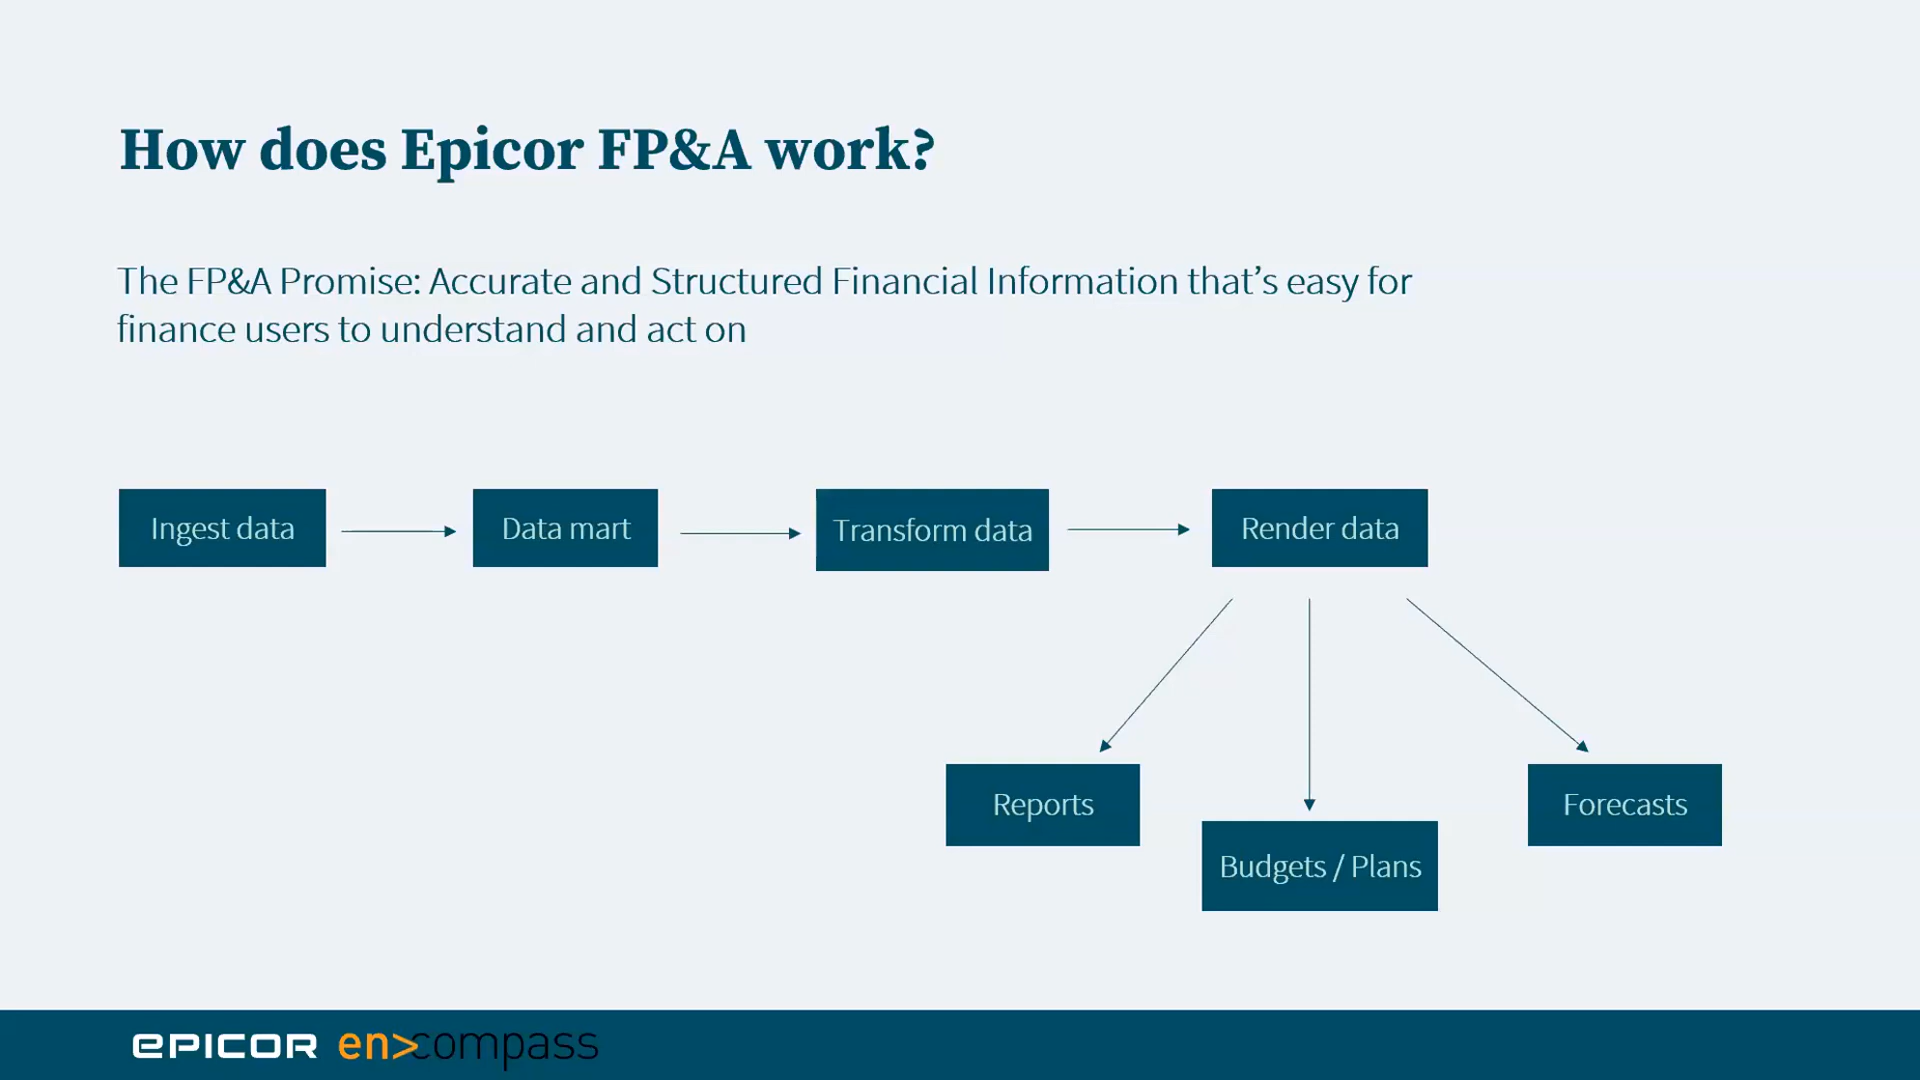 How does Epicor FP&A work?
The FP&A Promise: Accurate and Structured Financial Information that’s easy for
finance users to understand and act on
Ingest data
Data mart
Transform data
Render data
Reports
Budgets / Plans
Forecasts
EPICOR en>compass